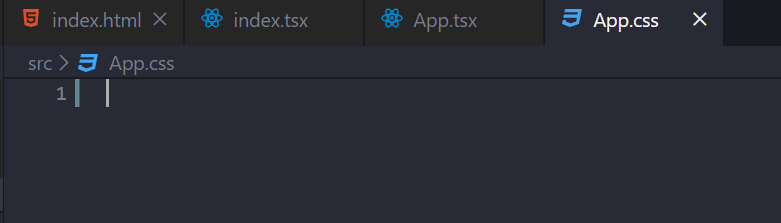 index.html index.tsx App.tsx App.css
src App.css
1